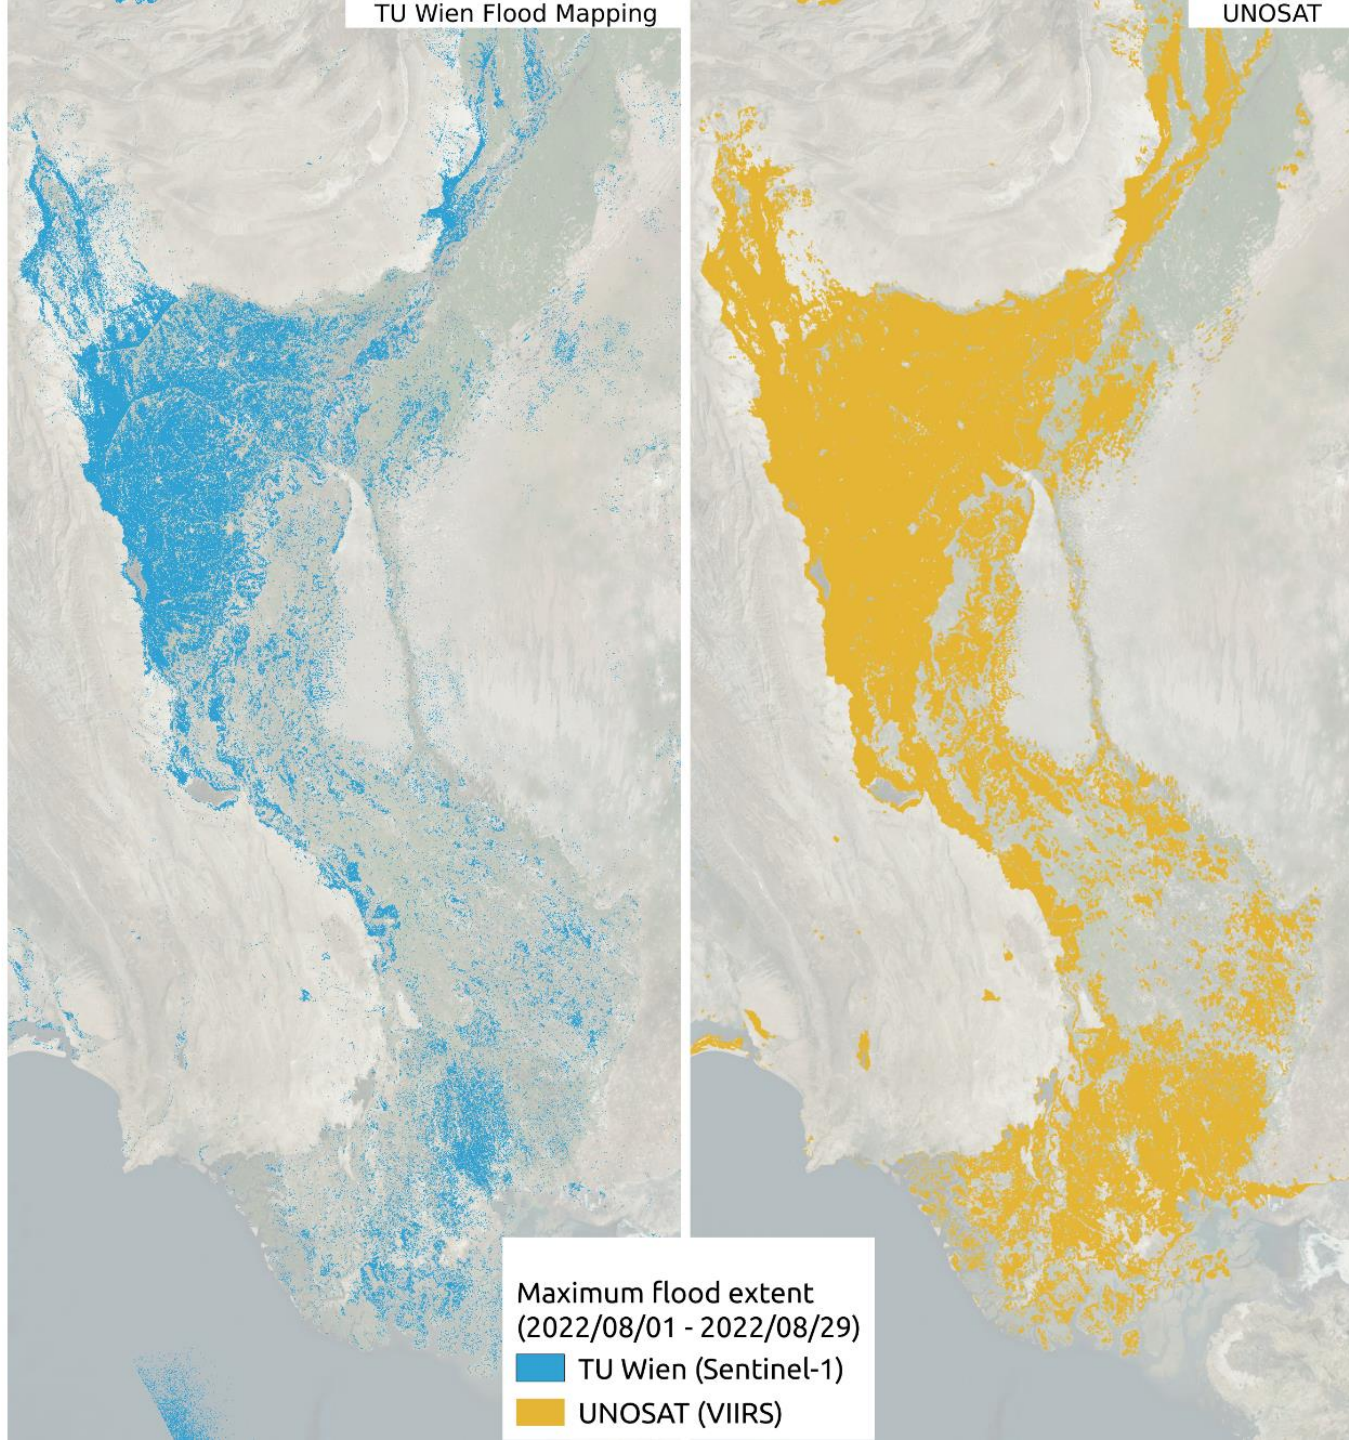 TU Wien Flood Mapping
UNOSAT
Maximum flood extent
(2022/08/01 - 2022/08/29)
TU Wien (Sentinel-1)
UNOSAT (VIIRS)